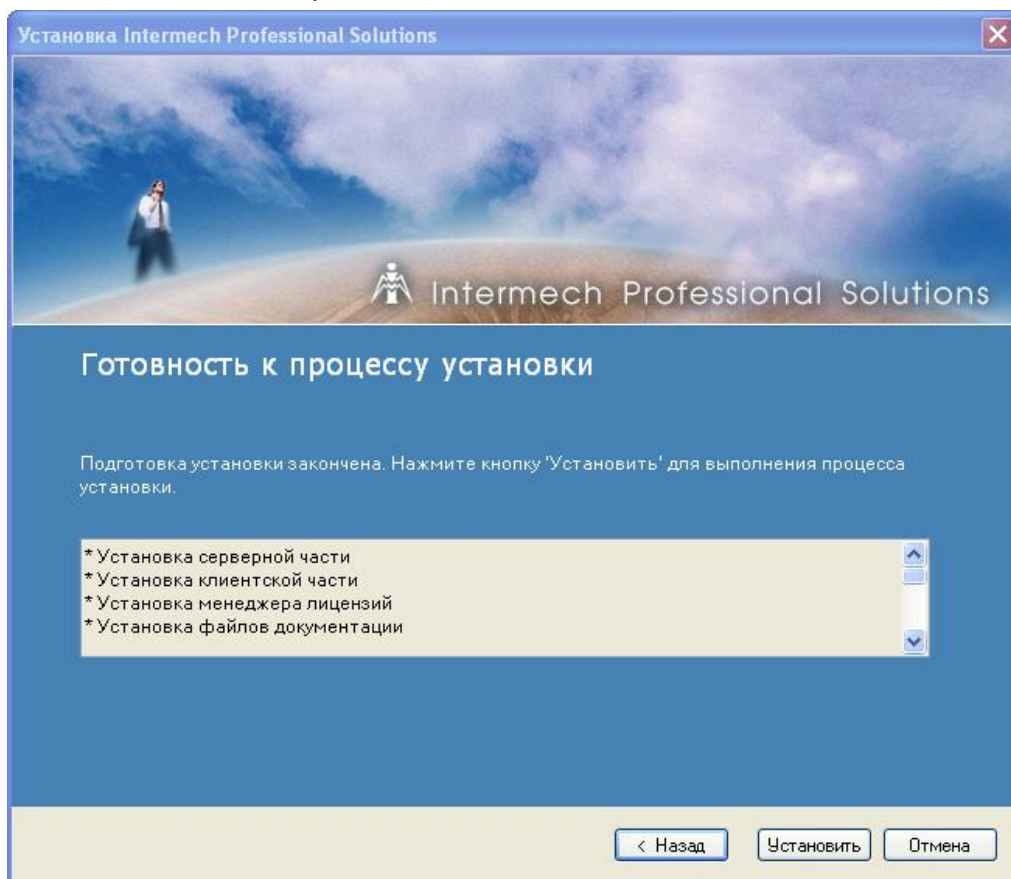 Установка Intermech Professional Solutions
Intermech Professional Solutions
Готовность к процессу установки
Подготовка установки закончена. Нажмите кнопку 'Установить' для выполнения процесса
установки.
* Установка серверной части
* Установка клиентской части
* Установка менеджера лицензий
* Установка файлов документации
< Назад
Установить
Отмена